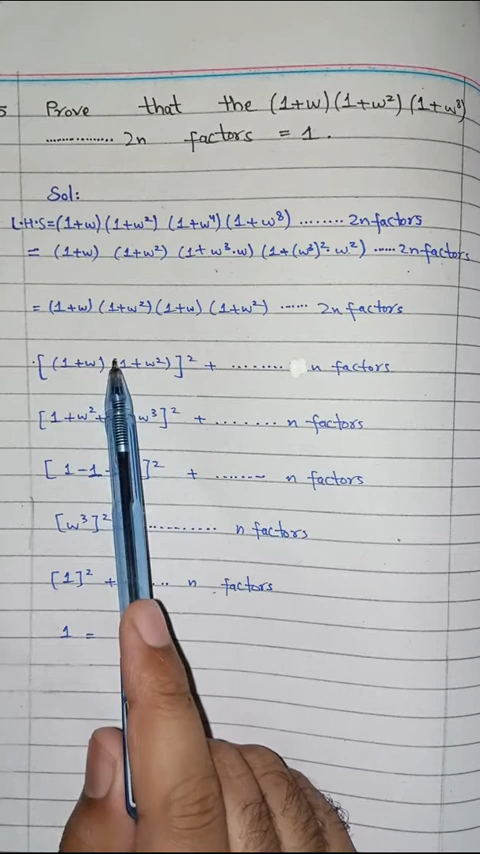 5 Prove that the (1+w)(1+w²)(1+w⁸)
............... 2n factors = 1.
Sol:
L·H·S=(1+w)(1+w²) (1+w⁴)(1+w⁸) ........ 2n factors
= (1+w) (1+w²) (1+w³.w) (1+(w³)².w²) ..... 2n factors
= (1+w)(1+w²)(1+w)(1+w²) ...... 2n factors
[(1+w) (1+w²)]² + ........ n factors
[1+w²+ w³]² + ....... n factors
[1-1- ]² + ....... n factors
[w³]² .......... n factors
[1]² + ... n factors
1 =